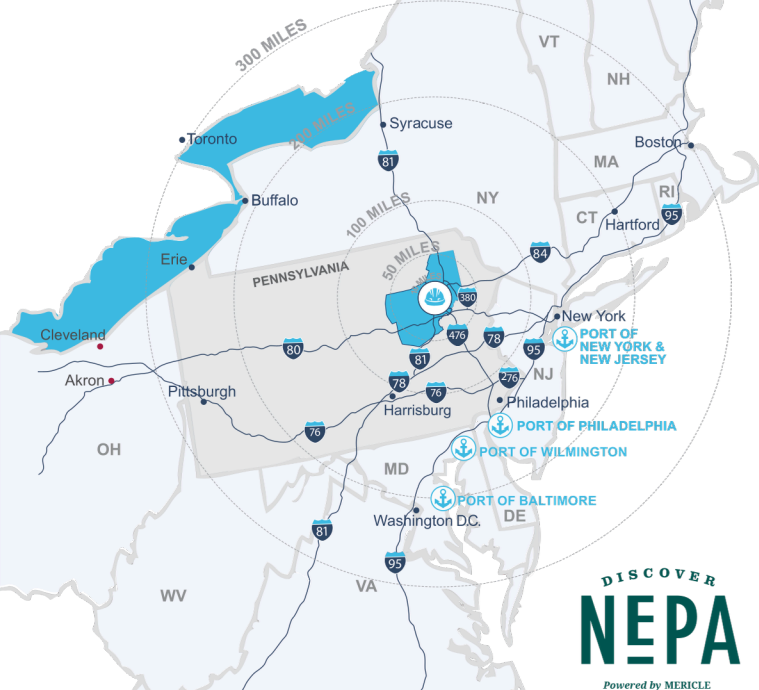 300 MILES
VT
NH
200 MILES
Toronto
Syracuse
Boston
81
MA
NY
RI
Buffalo
100 MILES
CT
95
Hartford
84
Erie
50 MILES
PENNSYLVANIA
380
New York
Cleveland
476
78
PORT OF
NEW YORK &
NEW JERSEY
80
95
81
Akron
78
276
NJ
Pittsburgh
76
Harrisburg
Philadelphia
76
PORT OF PHILADELPHIA
OH
PORT OF WILMINGTON
MD
PORT OF BALTIMORE
Washington D.C.
DE
81
95
WV
VA
DISCOVER
NEPA
Powered by MERICLE